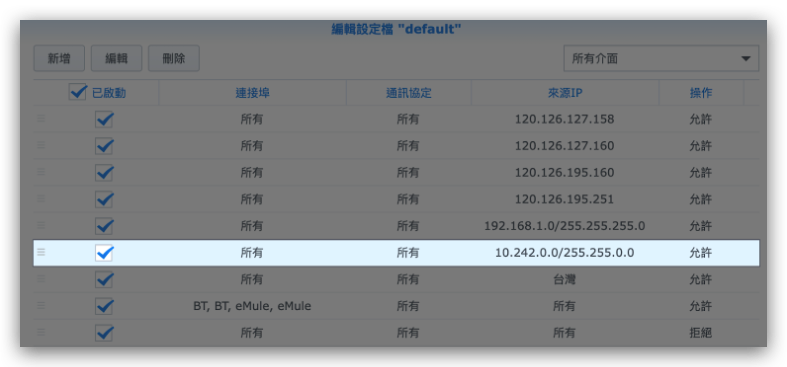 編輯設定檔 "default"
新增 編輯 刪除 所有介面
已啟動 連接埠 通訊協定 來源IP 操作
所有 所有 120.126.127.158 允許
所有 所有 120.126.127.160 允許
所有 所有 120.126.195.160 允許
所有 所有 120.126.195.251 允許
所有 所有 192.168.1.0/255.255.255.0 允許
所有 所有 10.242.0.0/255.255.0.0 允許
所有 所有 台灣 允許
BT, BT, eMule, eMule 所有 所有 允許
所有 所有 所有 拒絕